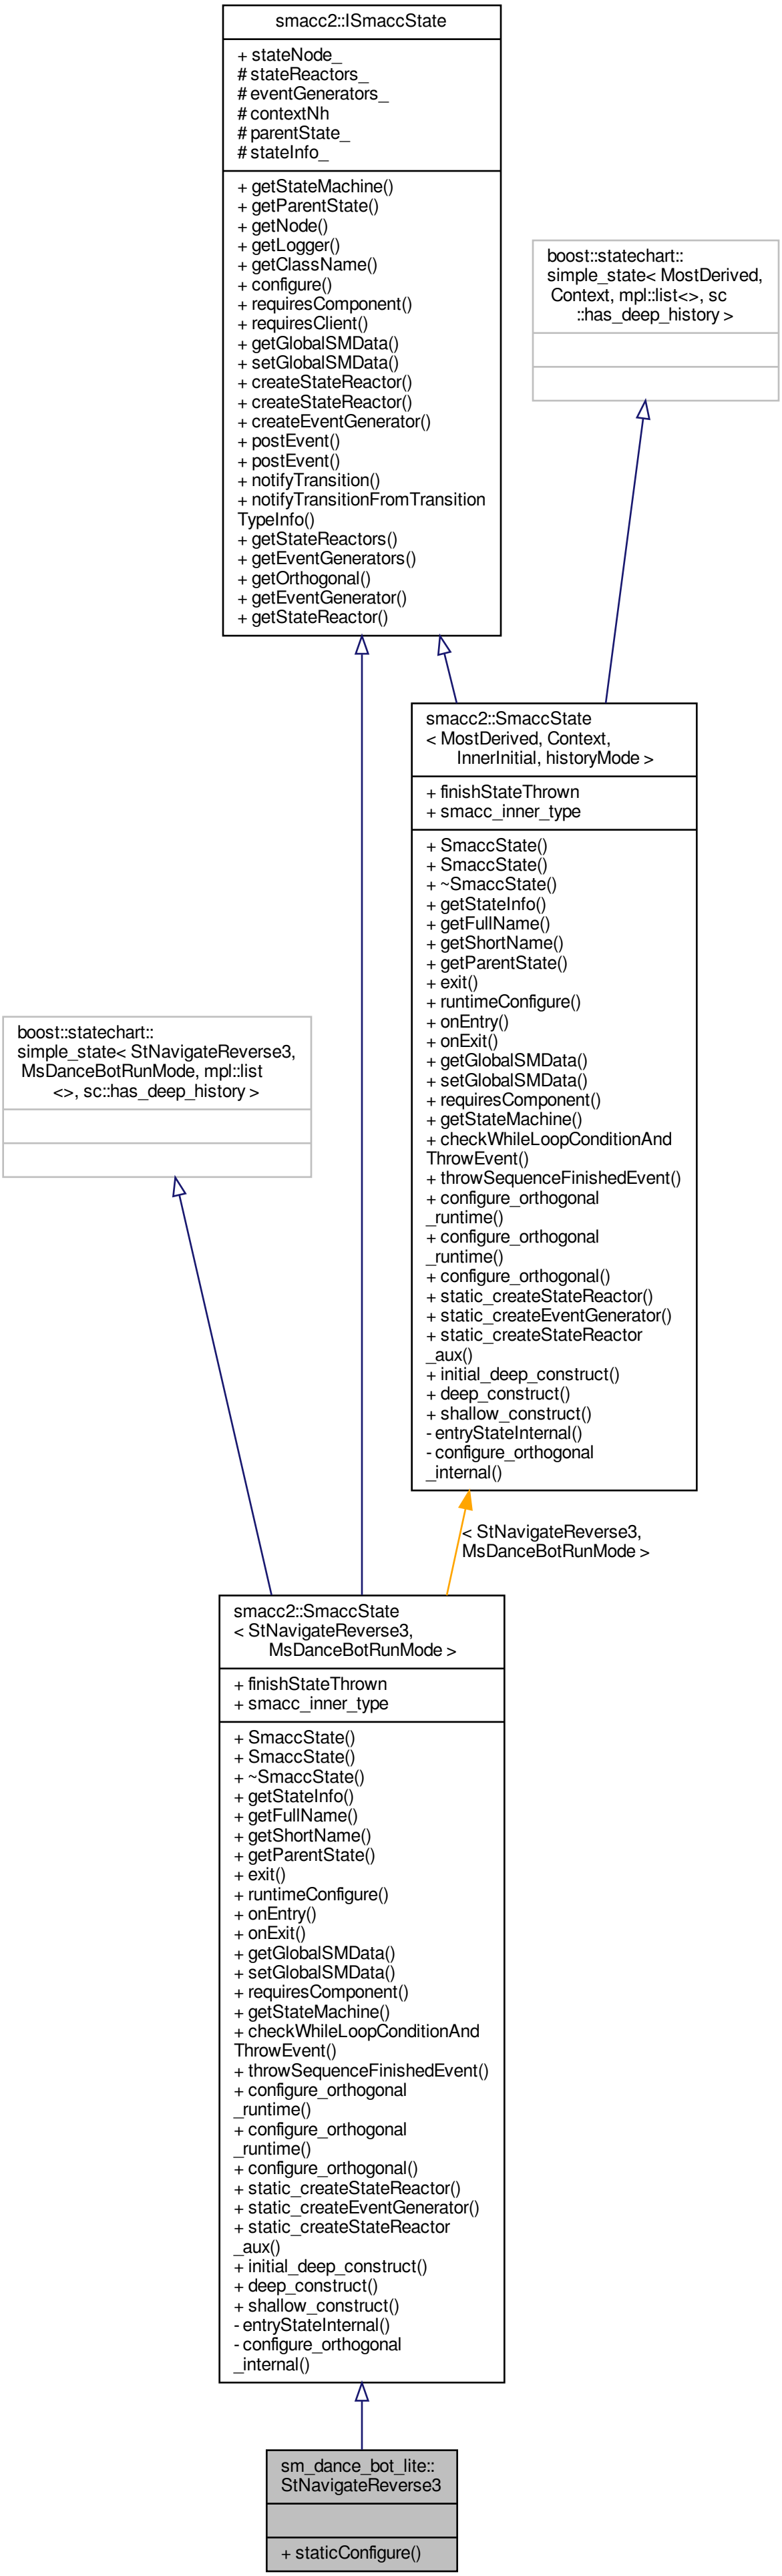 smacc2::ISmaccState
+ stateNode_
# stateReactors_
# eventGenerators_
# contextNh
# parentState_
# stateInfo_
+ getStateMachine()
+ getParentState()
+ getNode()
+ getLogger()
+ getClassName()
+ configure()
+ requiresComponent()
+ requiresClient()
+ getGlobalSMData()
+ setGlobalSMData()
+ createStateReactor()
+ createStateReactor()
+ createEventGenerator()
+ postEvent()
+ postEvent()
+ notifyTransition()
+ notifyTransitionFromTransition
TypeInfo()
+ getStateReactors()
+ getEventGenerators()
+ getOrthogonal()
+ getEventGenerator()
+ getStateReactor()
boost::statechart::
simple_state< MostDerived,
Context, mpl::list<>, sc
::has_deep_history >
smacc2::SmaccState
< MostDerived, Context,
InnerInitial, historyMode >
+ finishStateThrown
+ smacc_inner_type
+ SmaccState()
+ SmaccState()
+ ~SmaccState()
+ getStateInfo()
+ getFullName()
+ getShortName()
+ getParentState()
+ exit()
+ runtimeConfigure()
+ onEntry()
+ onExit()
+ getGlobalSMData()
+ setGlobalSMData()
+ requiresComponent()
+ getStateMachine()
+ checkWhileLoopConditionAnd
ThrowEvent()
+ throwSequenceFinishedEvent()
+ configure_orthogonal
_runtime()
+ configure_orthogonal
_runtime()
+ configure_orthogonal()
+ static_createStateReactor()
+ static_createEventGenerator()
+ static_createStateReactor
_aux()
+ initial_deep_construct()
+ deep_construct()
+ shallow_construct()
- entryStateInternal()
- configure_orthogonal
_internal()
boost::statechart::
simple_state< StNavigateReverse3,
MsDanceBotRunMode, mpl::list
<>, sc::has_deep_history >
< StNavigateReverse3,
MsDanceBotRunMode >
smacc2::SmaccState
< StNavigateReverse3,
MsDanceBotRunMode >
+ finishStateThrown
+ smacc_inner_type
+ SmaccState()
+ SmaccState()
+ ~SmaccState()
+ getStateInfo()
+ getFullName()
+ getShortName()
+ getParentState()
+ exit()
+ runtimeConfigure()
+ onEntry()
+ onExit()
+ getGlobalSMData()
+ setGlobalSMData()
+ requiresComponent()
+ getStateMachine()
+ checkWhileLoopConditionAnd
ThrowEvent()
+ throwSequenceFinishedEvent()
+ configure_orthogonal
_runtime()
+ configure_orthogonal
_runtime()
+ configure_orthogonal()
+ static_createStateReactor()
+ static_createEventGenerator()
+ static_createStateReactor
_aux()
+ initial_deep_construct()
+ deep_construct()
+ shallow_construct()
- entryStateInternal()
- configure_orthogonal
_internal()
sm_dance_bot_lite::
StNavigateReverse3
+ staticConfigure()